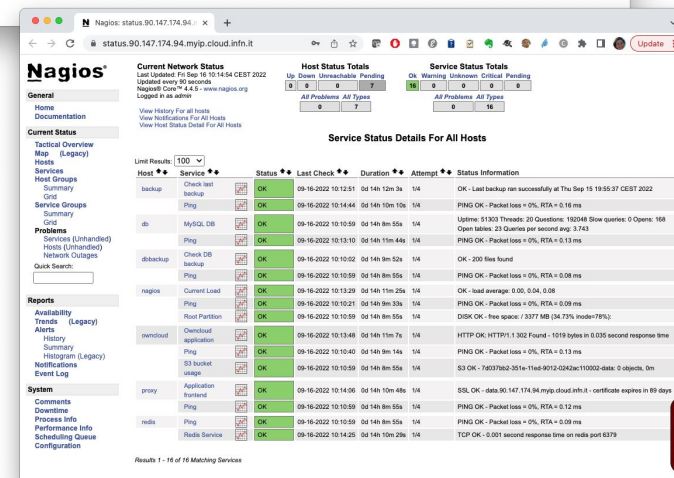 Nagios: status.90.147.174.94.m
status.90.147.174.94.myip.cloud.infn.it
Update
Nagios®
General
Home
Documentation
Current Status
Tactical Overview
Map (Legacy)
Hosts
Services
Host Groups
Summary
Grid
Service Groups
Summary
Grid
Problems
Services (Unhandled)
Hosts (Unhandled)
Network Outages
Quick Search:
Reports
Availability
Trends (Legacy)
Alerts
History
Summary
Histogram (Legacy)
Notifications
Event Log
System
Comments
Downtime
Process Info
Performance Info
Scheduling Queue
Configuration
Current Network Status
Last Updated: Fri Sep 16 10:14:54 CEST 2022
Updated every 90 seconds
Nagios® Core™ 4.4.5 - www.nagios.org
Logged in as admin
View History For all hosts
View Notifications For All Hosts
View Host Status Detail For All Hosts
Host Status Totals
Up Down Unreachable Pending
0 0 0 7
All Problems All Types
0 7
Service Status Totals
Ok Warning Unknown Critical Pending
16 0 0 0 0
All Problems All Types
0 16
Service Status Details For All Hosts
Limit Results: 100
Host Service Status Last Check Duration Attempt Status Information
backup Check last backup OK 09-16-2022 10:12:51 0d 14h 12m 3s 1/4 OK - Last backup ran successfully at Thu Sep 15 19:55:37 CEST 2022
Ping OK 09-16-2022 10:14:44 0d 14h 10m 10s 1/4 PING OK - Packet loss = 0%, RTA = 0.16 ms
db MySQL DB OK 09-16-2022 10:10:59 0d 14h 8m 55s 1/4 Uptime: 51303 Threads: 20 Questions: 192048 Slow queries: 0 Opens: 168
Open tables: 23 Queries per second avg: 3.743
Ping OK 09-16-2022 10:13:10 0d 14h 11m 44s 1/4 PING OK - Packet loss = 0%, RTA = 0.13 ms
dbbackup Check DB backup OK 09-16-2022 10:10:02 0d 14h 9m 52s 1/4 OK - 200 files found
Ping OK 09-16-2022 10:10:59 0d 14h 8m 55s 1/4 PING OK - Packet loss = 0%, RTA = 0.08 ms
nagios Current Load OK 09-16-2022 10:13:29 0d 14h 11m 25s 1/4 OK - load average: 0.00, 0.04, 0.08
Ping OK 09-16-2022 10:10:21 0d 14h 9m 33s 1/4 PING OK - Packet loss = 0%, RTA = 0.09 ms
Root Partition OK 09-16-2022 10:10:59 0d 14h 8m 55s 1/4 DISK OK - free space: / 3377 MB (34.73% inode=78%):
owncloud Owncloud application OK 09-16-2022 10:13:48 0d 14h 11m 7s 1/4 HTTP OK: HTTP/1.1 302 Found - 1019 bytes in 0.035 second response time
Ping OK 09-16-2022 10:10:40 0d 14h 9m 14s 1/4 PING OK - Packet loss = 0%, RTA = 0.13 ms
S3 bucket usage OK 09-16-2022 10:10:59 0d 14h 8m 55s 1/4 S3 OK - 7d037bb2-351e-11ed-9012-0242ac110002-data: 0 objects, 0m
proxy Application frontend OK 09-16-2022 10:14:06 0d 14h 10m 48s 1/4 SSL OK - data.90.147.174.94.myip.cloud.infn.it - certificate expires in 89 days
Ping OK 09-16-2022 10:10:59 0d 14h 8m 55s 1/4 PING OK - Packet loss = 0%, RTA = 0.12 ms
redis Ping OK 09-16-2022 10:10:59 0d 14h 8m 55s 1/4 PING OK - Packet loss = 0%, RTA = 0.09 ms
Redis Service OK 09-16-2022 10:14:25 0d 14h 10m 29s 1/4 TCP OK - 0.001 second response time on redis port 6379
Results 1 - 16 of 16 Matching Services